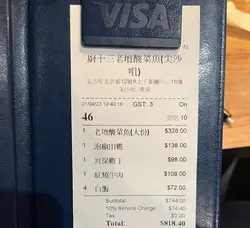 VISA
廚十三老壇酸菜魚(尖沙
咀)
01/04/23 19:40:16 GST: 3 On
46
1 老壇酸菜魚(大份) $328.00
1 泡椒田雞 $138.00
1 宮保雞丁 $98.00
1 紅燒牛肉 $108.00
4 白飯 $72.00
Subtotal: $744.00
10% Service Charge $74.40
Tax $0.00
Total: $818.40